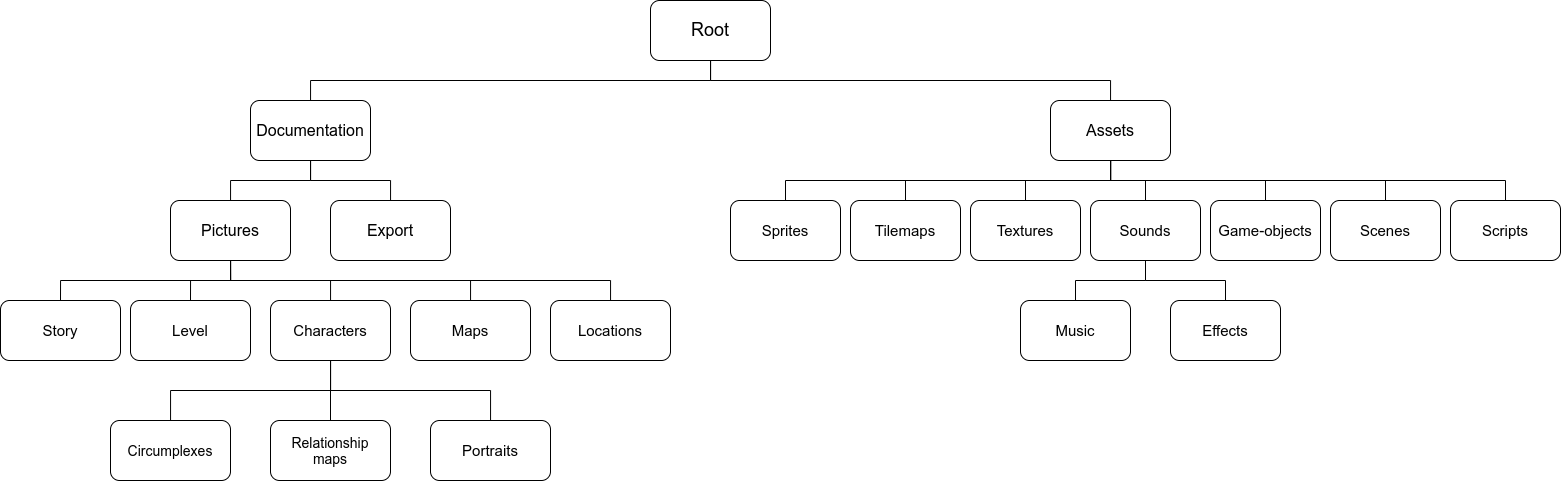 Root
Documentation
Assets
Pictures
Export
Sprites
Tilemaps
Textures
Sounds
Game-objects
Scenes
Scripts
Story
Level
Characters
Maps
Locations
Music
Effects
Circumplexes
Relationship
maps
Portraits